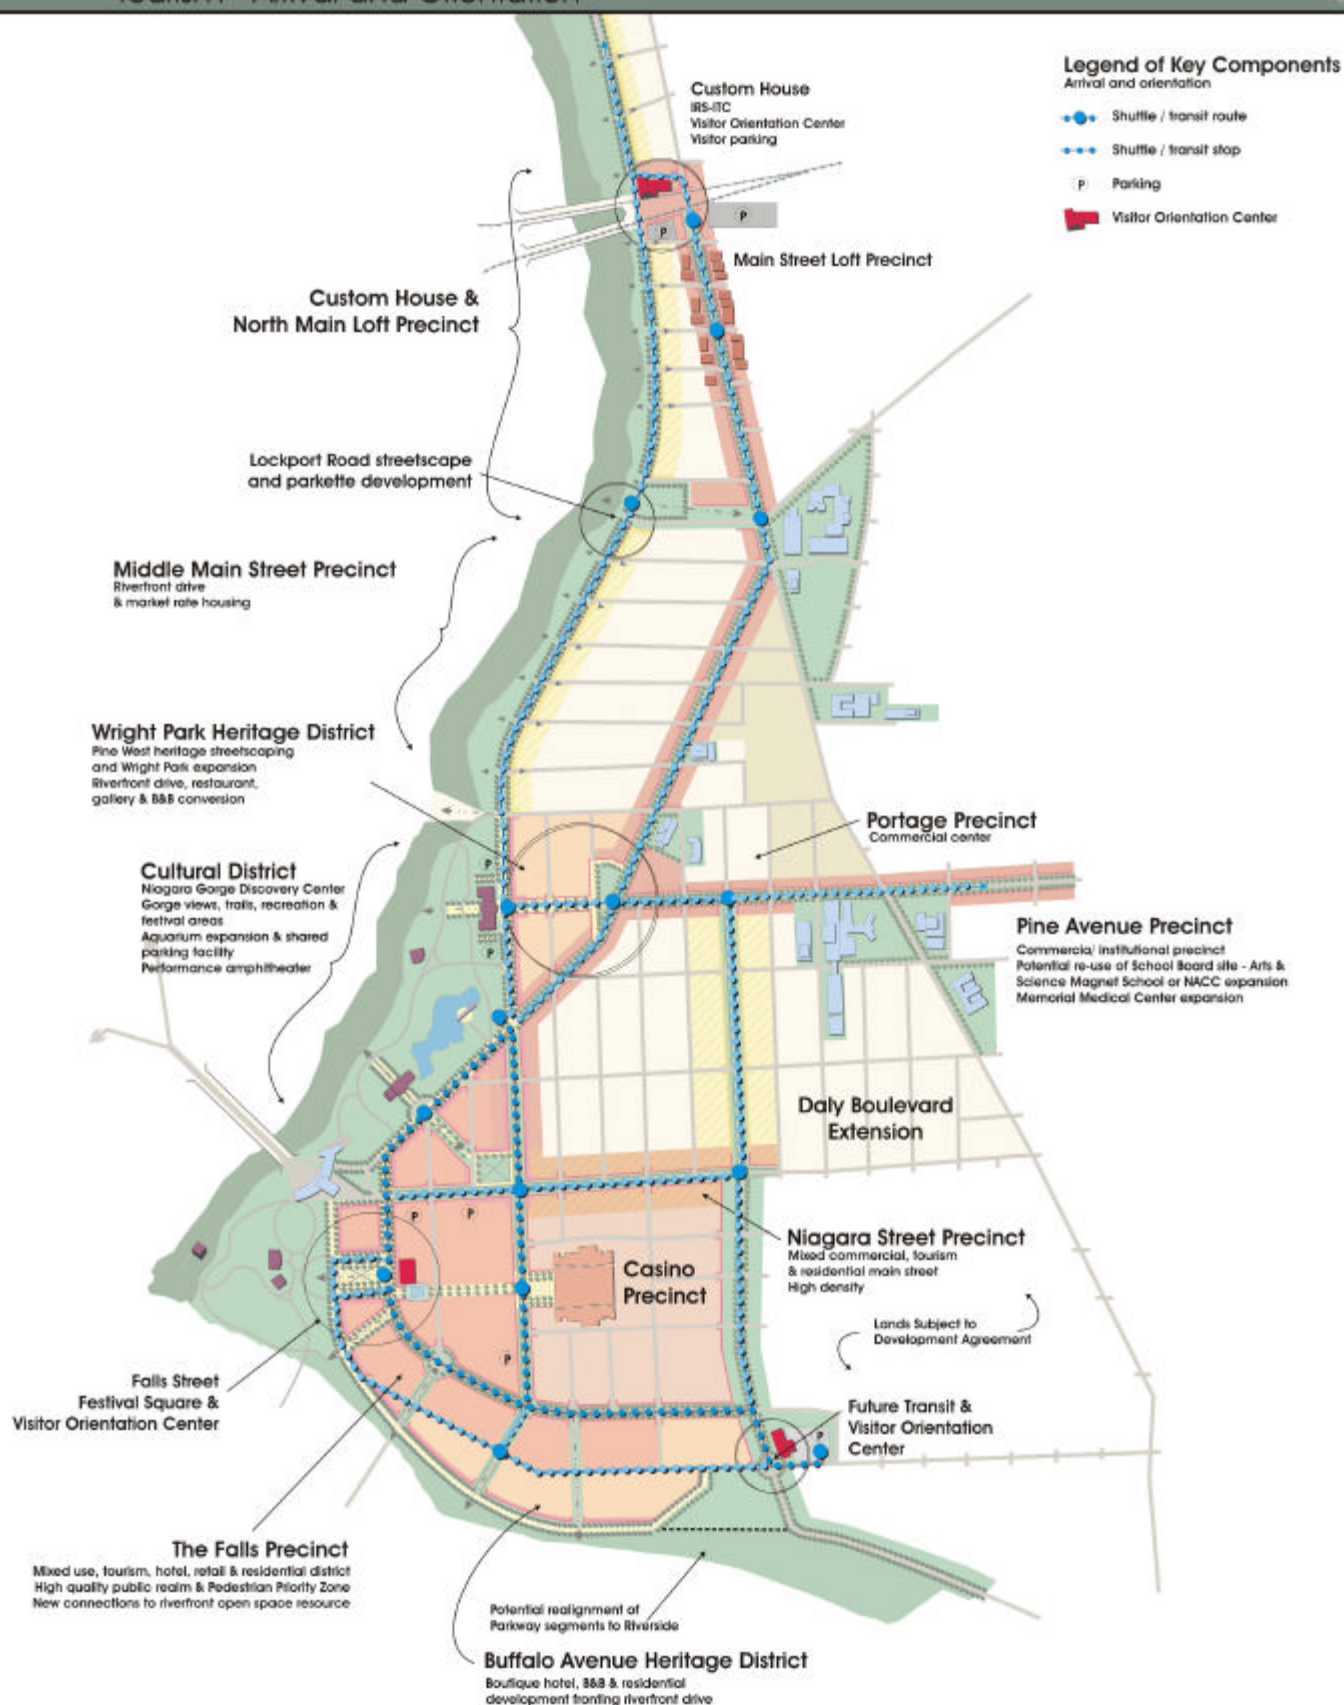 Tourism - Arrival and Orientation
Legend of Key Components
Arrival and orientation
Shuttle / transit route
Shuttle / transit stop
P
Parking
Visitor Orientation Center
Custom House
IRS-ITC
Visitor Orientation Center
Visitor parking
P
P
Main Street Loft Precinct
Custom House &
North Main Loft Precinct
Lockport Road streetscape
and parkette development
Middle Main Street Precinct
Riverfront drive
& market rate housing
Wright Park Heritage District
Pine West heritage streetscaping
and Wright Park expansion
Riverfront drive, restaurant,
gallery & B&B conversion
Portage Precinct
Commercial center
Cultural District
Niagara Gorge Discovery Center
Gorge views, trails, recreation &
festival areas
Aquarium expansion & shared
parking facility
Performance amphitheater
P
P
Pine Avenue Precinct
Commercial institutional precinct
Potential re-use of School Board site - Arts &
Science Magnet School or NACC expansion
Memorial Medical Center expansion
Daly Boulevard
Extension
P
P
Niagara Street Precinct
Mixed commercial, tourism
& residential main street
High density
Casino
Precinct
Lands Subject to
Development Agreement
P
Falls Street
Festival Square &
Visitor Orientation Center
Future Transit &
Visitor Orientation
Center
P
The Falls Precinct
Mixed use, tourism, hotel, retail & residential district
High quality public realm & Pedestrian Priority Zone
New connections to riverfront open space resource
Potential realignment of
Parkway segments to Riverside
Buffalo Avenue Heritage District
Boutique hotel, B&B & residential
development fronting riverfront drive